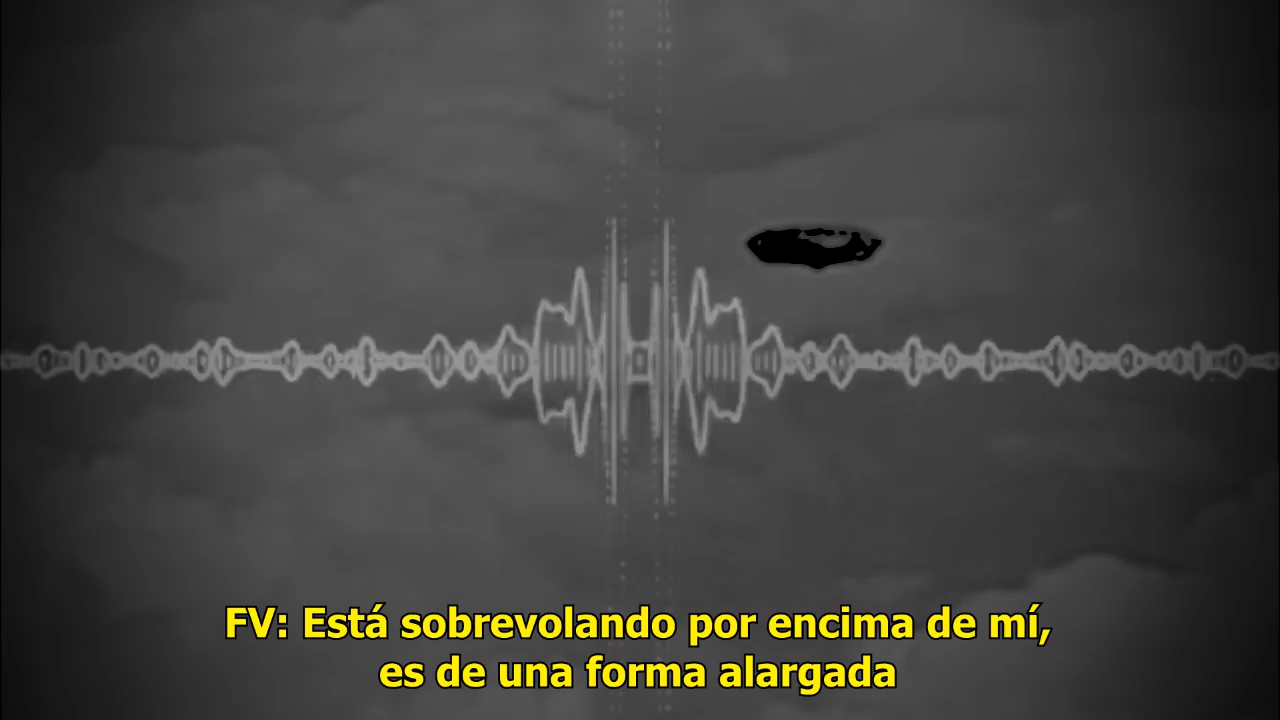 FV: Está sobrevolando por encima de mí,
es de una forma alargada